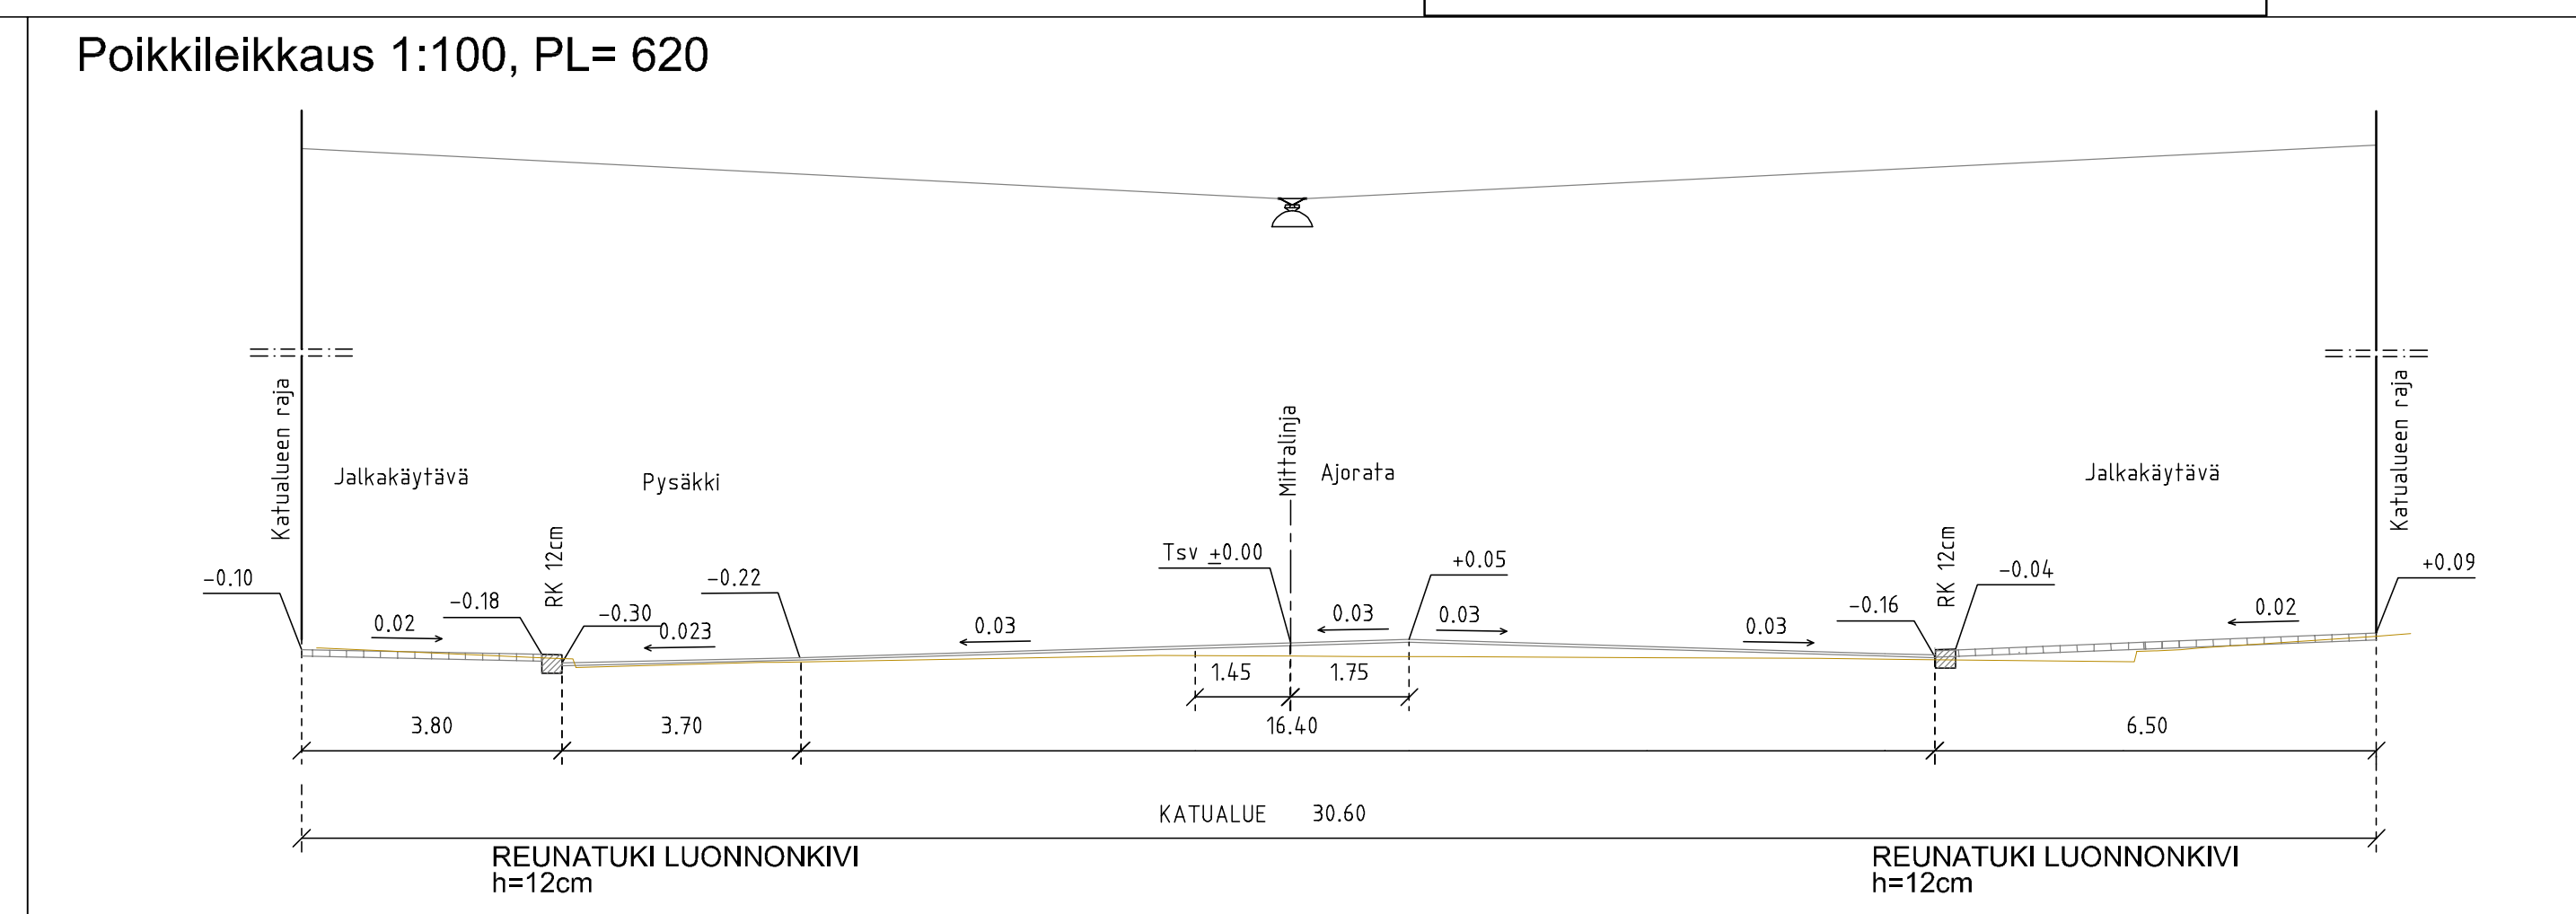 Poikkileikkaus 1:100, PL= 620
Katualueen raja
Jalkakäytävä
Pysäkki
Mittalinja
Ajorata
Jalkakäytävä
Katualueen raja
RK 12cm
RK 12cm
Tsv ±0.00
+0.05
+0.09
-0.10
-0.22
-0.04
-0.18
-0.30
-0.16
0.02
0.023
0.03
0.03
0.03
0.03
0.02
1.45
1.75
3.80
3.70
16.40
6.50
KATUALUE 30.60
REUNATUKI LUONNONKIVI
h=12cm
REUNATUKI LUONNONKIVI
h=12cm